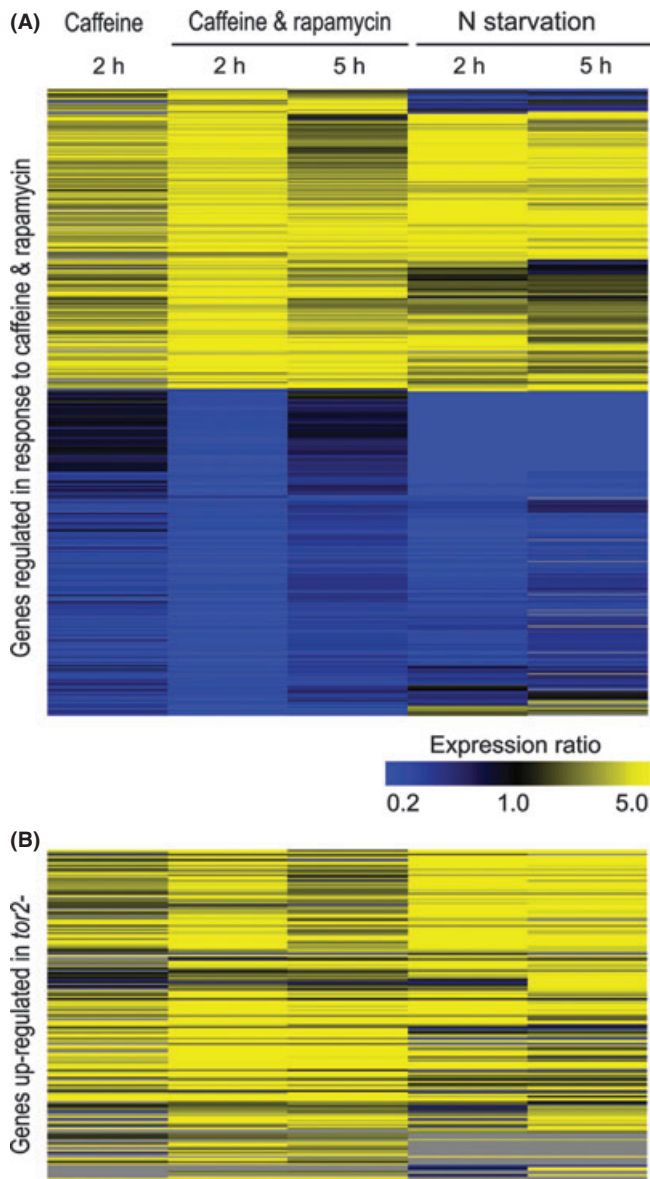 (A)
Caffeine
Caffeine & rapamycin
N starvation
2 h
2 h
5 h
2 h
5 h
Genes regulated in response to caffeine & rapamycin
Expression ratio
0.2
1.0
5.0
(B)
Genes up-regulated in tor2-